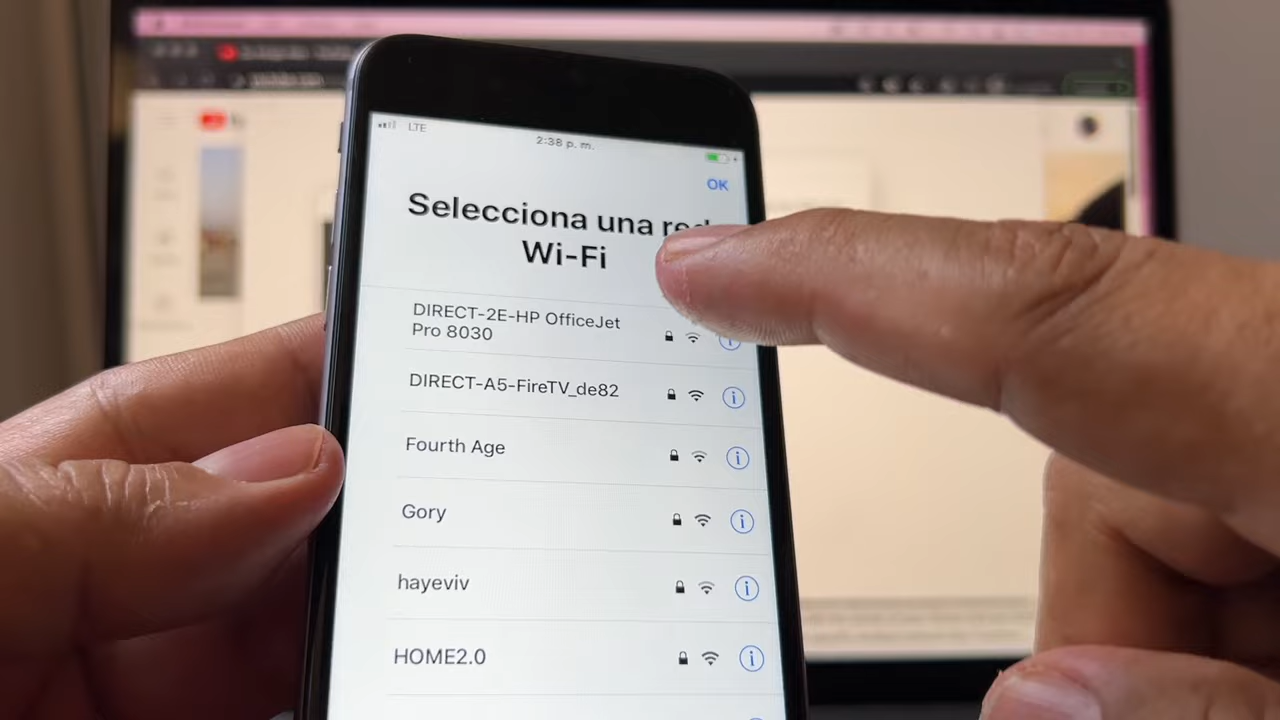 LTE
2:38 p. m.
OK
Selecciona una red
Wi-Fi
DIRECT-2E-HP OfficeJet
Pro 8030
DIRECT-A5-FireTV_de82
Fourth Age
Gory
hayeviv
HOME2.0